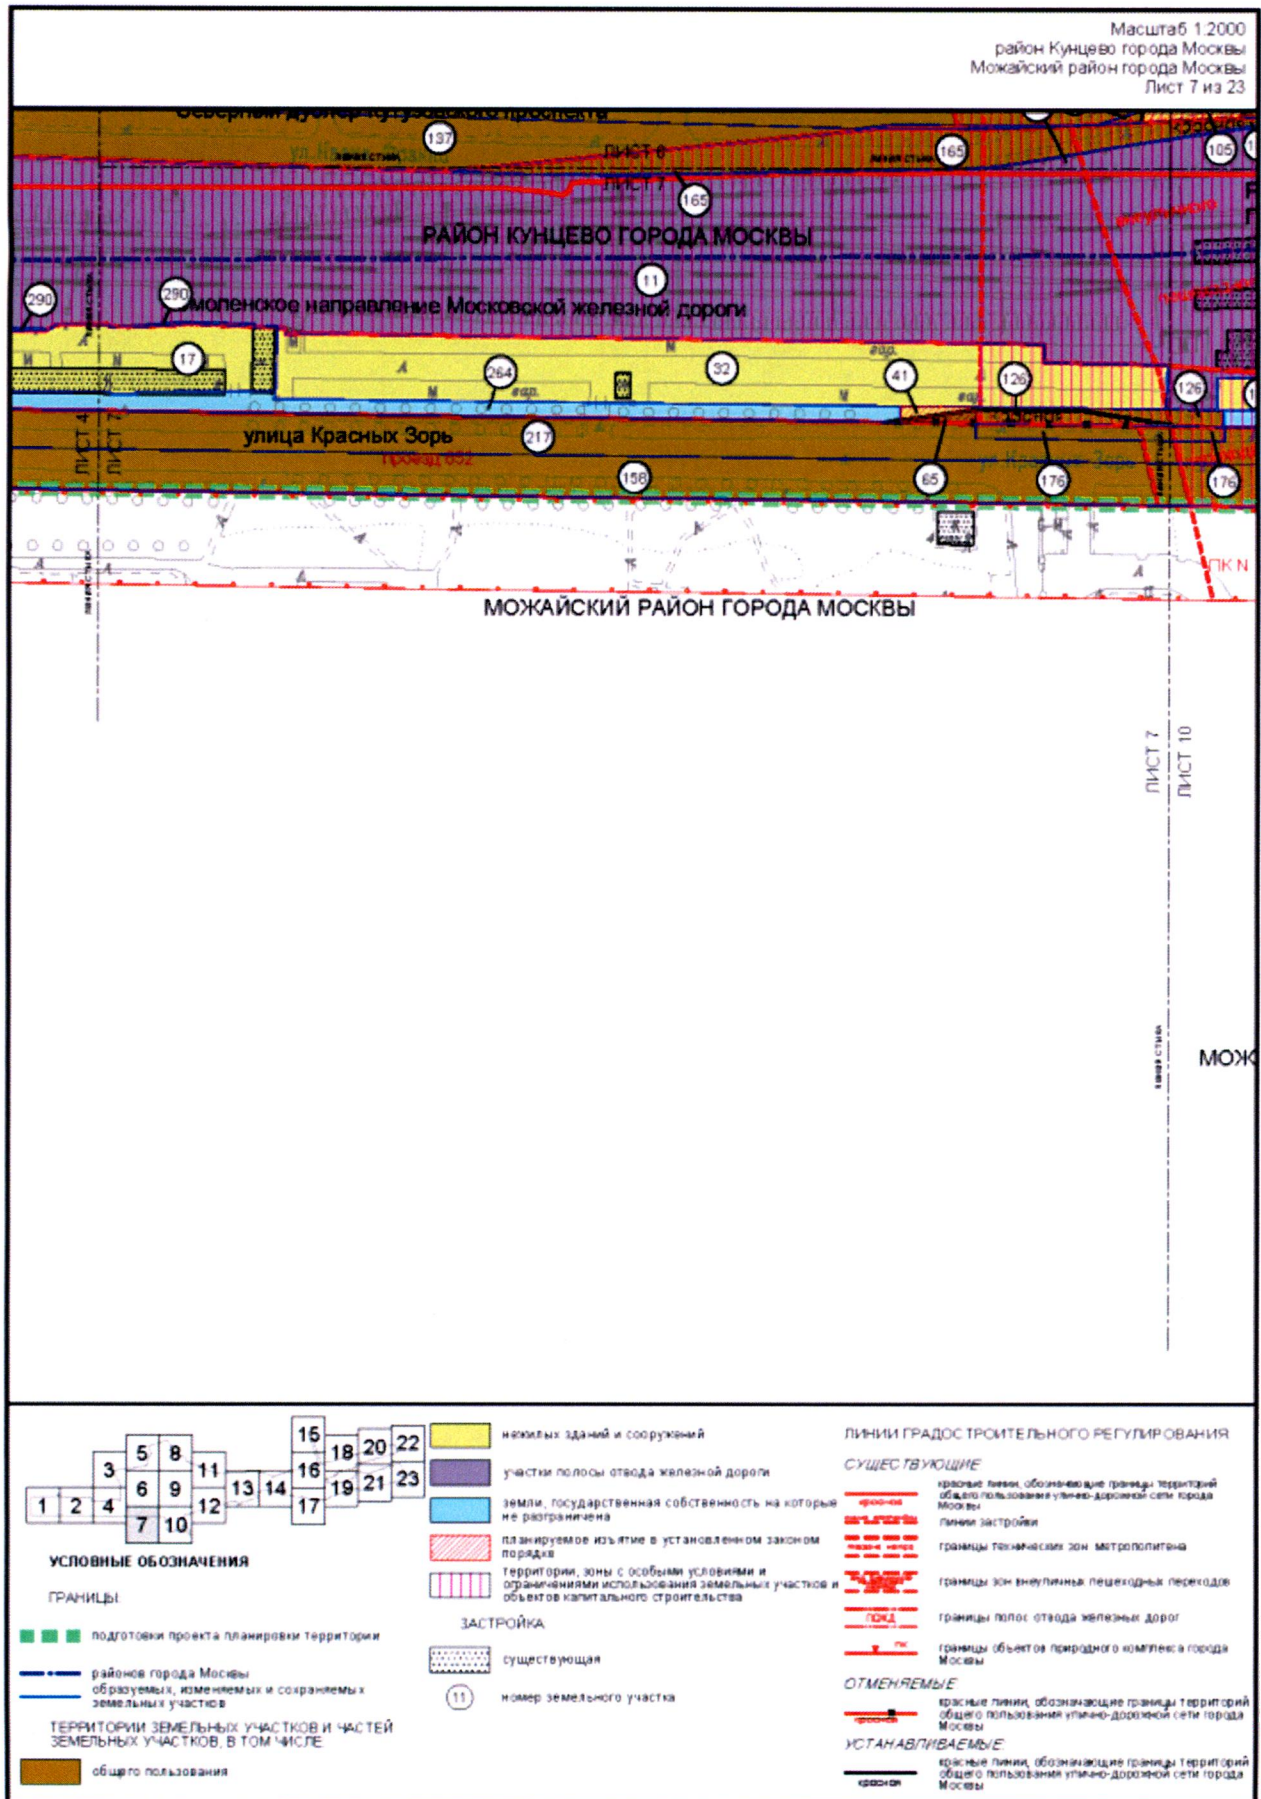 Масштаб 1:2000
район Кунцево города Москвы
Можайский район города Москвы
Лист 7 из 23
137
165
ЛИСТ 6
ЛИСТ 7
165
105
РАЙОН КУНЦЕВО ГОРОДА МОСКВЫ
11
290
290
моленское направление Московской железной дороги
17
264
32
41
126
126
улица Красных Зорь
217
проезд 652
ул. Красных Зорь
158
65
176
176
ЛИСТ 4
ЛИСТ 7
ПК N
МОЖАЙСКИЙ РАЙОН ГОРОДА МОСКВЫ
ЛИСТ 7
ЛИСТ 10
МОЖ
1
2
3
4
5
6
7
8
9
10
11
12
13
14
15
16
17
18
19
20
21
22
23
УСЛОВНЫЕ ОБОЗНАЧЕНИЯ
ГРАНИЦЫ:
подготовки проекта планировки территории
районов города Москвы
образуемых, изменяемых и сохраняемых
земельных участков
ТЕРРИТОРИИ ЗЕМЕЛЬНЫХ УЧАСТКОВ И ЧАСТЕЙ
ЗЕМЕЛЬНЫХ УЧАСТКОВ, В ТОМ ЧИСЛЕ:
общего пользования
нежилых зданий и сооружений
участки полосы отвода железной дороги
земли, государственная собственность на которые
не разграничена
планируемое изъятие в установленном законом
порядке
территории, зоны с особыми условиями и
ограничениями использования земельных участков и
объектов капитального строительства
ЗАСТРОЙКА
существующая
11
номер земельного участка
ЛИНИИ ГРАДОСТРОИТЕЛЬНОГО РЕГУЛИРОВАНИЯ
СУЩЕСТВУЮЩИЕ:
красные линии, обозначающие границы территорий
общего пользования улично-дорожной сети города
Москвы
линии застройки
границы технических зон метрополитена
границы зон внеуличных пешеходных переходов
границы полос отвода железных дорог
границы объектов природного комплекса города
Москвы
ОТМЕНЯЕМЫЕ:
красные линии, обозначающие границы территорий
общего пользования улично-дорожной сети города
Москвы
УСТАНАВЛИВАЕМЫЕ:
красные линии, обозначающие границы территорий
общего пользования улично-дорожной сети города
Москвы